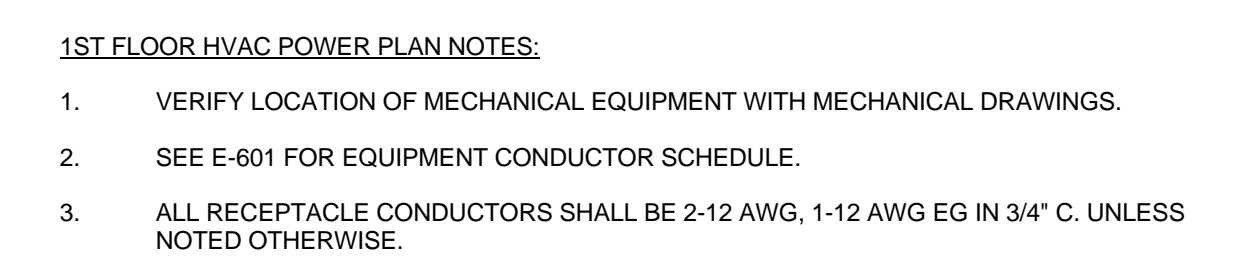 1ST FLOOR HVAC POWER PLAN NOTES:
1. VERIFY LOCATION OF MECHANICAL EQUIPMENT WITH MECHANICAL DRAWINGS.
2. SEE E-601 FOR EQUIPMENT CONDUCTOR SCHEDULE.
3. ALL RECEPTACLE CONDUCTORS SHALL BE 2-12 AWG, 1-12 AWG EG IN 3/4" C. UNLESS
NOTED OTHERWISE.